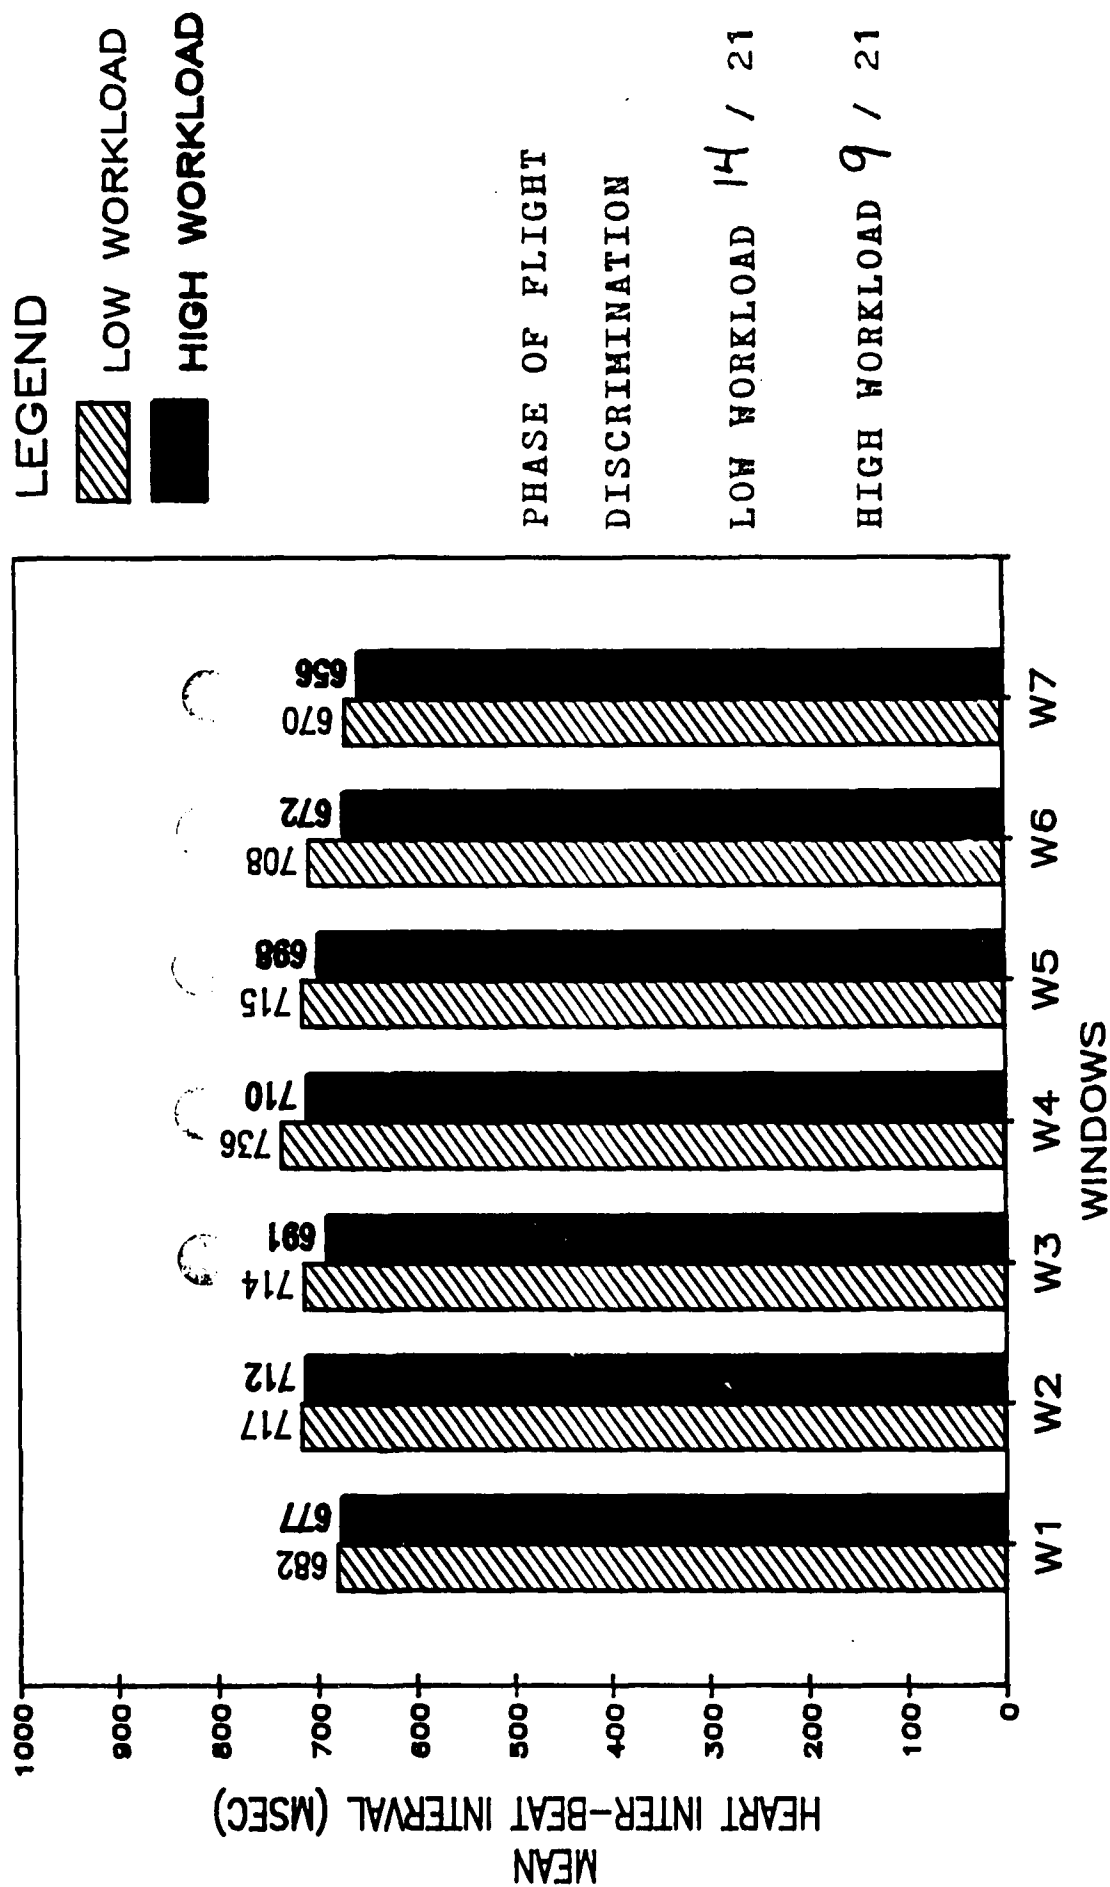 LEGEND
LOW WORKLOAD
HIGH WORKLOAD
MEAN
HEART INTER-BEAT INTERVAL (MSEC)
1000
900
800
700
600
500
400
300
200
100
0
682
677
717
712
714
691
736
710
715
698
708
672
670
656
W1 W2 W3 W4 W5 W6 W7
WINDOWS
PHASE OF FLIGHT
DISCRIMINATION
LOW WORKLOAD 14 / 21
HIGH WORKLOAD 9 / 21